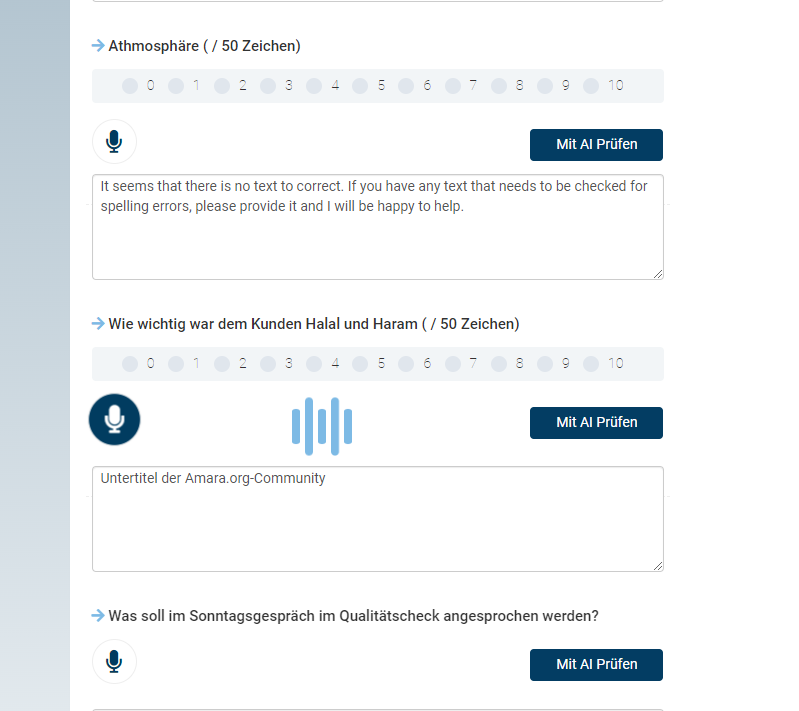 Athmosphäre ( / 50 Zeichen)
0 1 2 3 4 5 6 7 8 9 10
Mit AI Prüfen
It seems that there is no text to correct. If you have any text that needs to be checked for
spelling errors, please provide it and I will be happy to help.
Wie wichtig war dem Kunden Halal und Haram ( / 50 Zeichen)
0 1 2 3 4 5 6 7 8 9 10
Mit AI Prüfen
Untertitel der Amara.org-Community
Was soll im Sonntagsgespräch im Qualitätscheck angesprochen werden?
Mit AI Prüfen